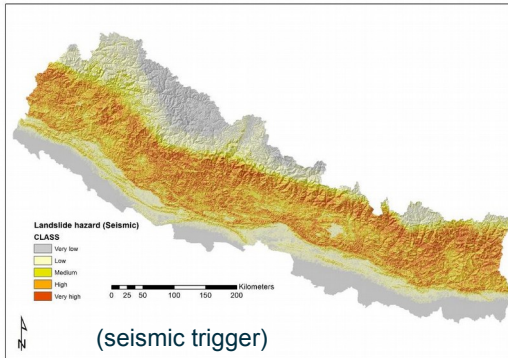 Landslide hazard (Seismic)
CLASS
Very low
Low
Medium
High
Very high
Kilometers
0 25 50 100 150 200
N
(seismic trigger)